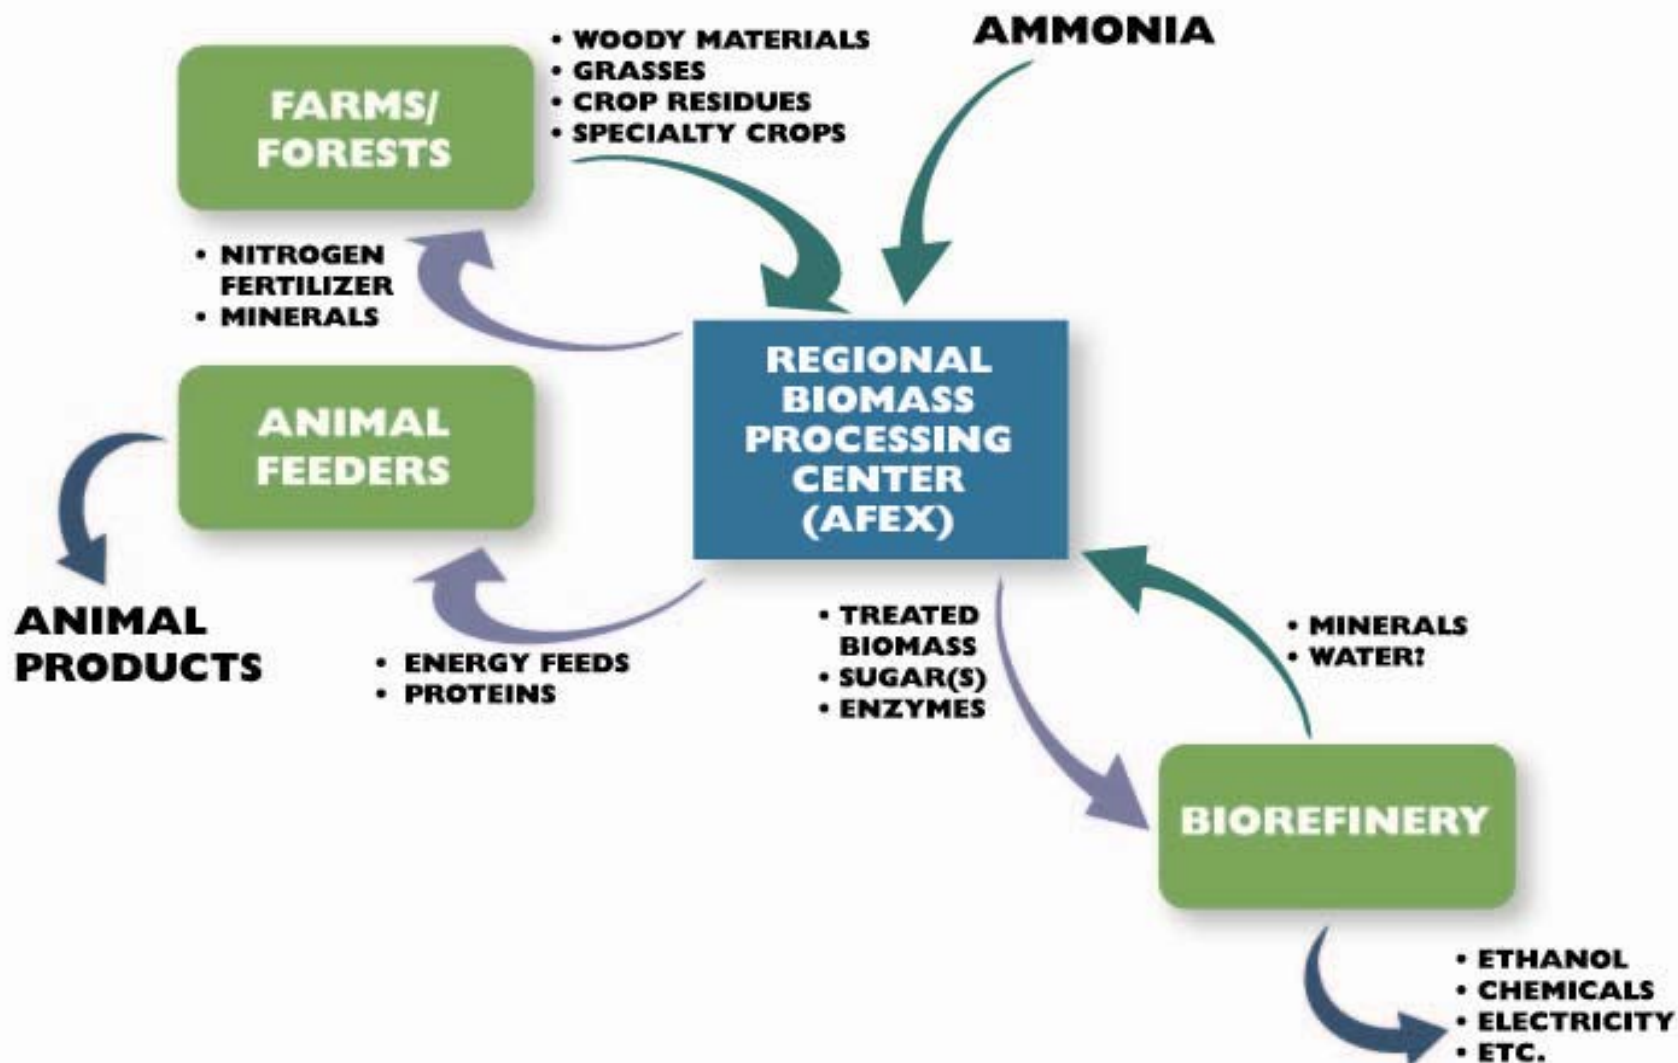 FARMS/
FORESTS
• WOODY MATERIALS
• GRASSES
• CROP RESIDUES
• SPECIALTY CROPS
AMMONIA
• NITROGEN
FERTILIZER
• MINERALS
REGIONAL
BIOMASS
PROCESSING
CENTER
(AFEX)
ANIMAL
FEEDERS
ANIMAL
PRODUCTS
• ENERGY FEEDS
• PROTEINS
• TREATED
BIOMASS
• SUGAR(S)
• ENZYMES
• MINERALS
• WATER?
BIOREFINERY
• ETHANOL
• CHEMICALS
• ELECTRICITY
• ETC.